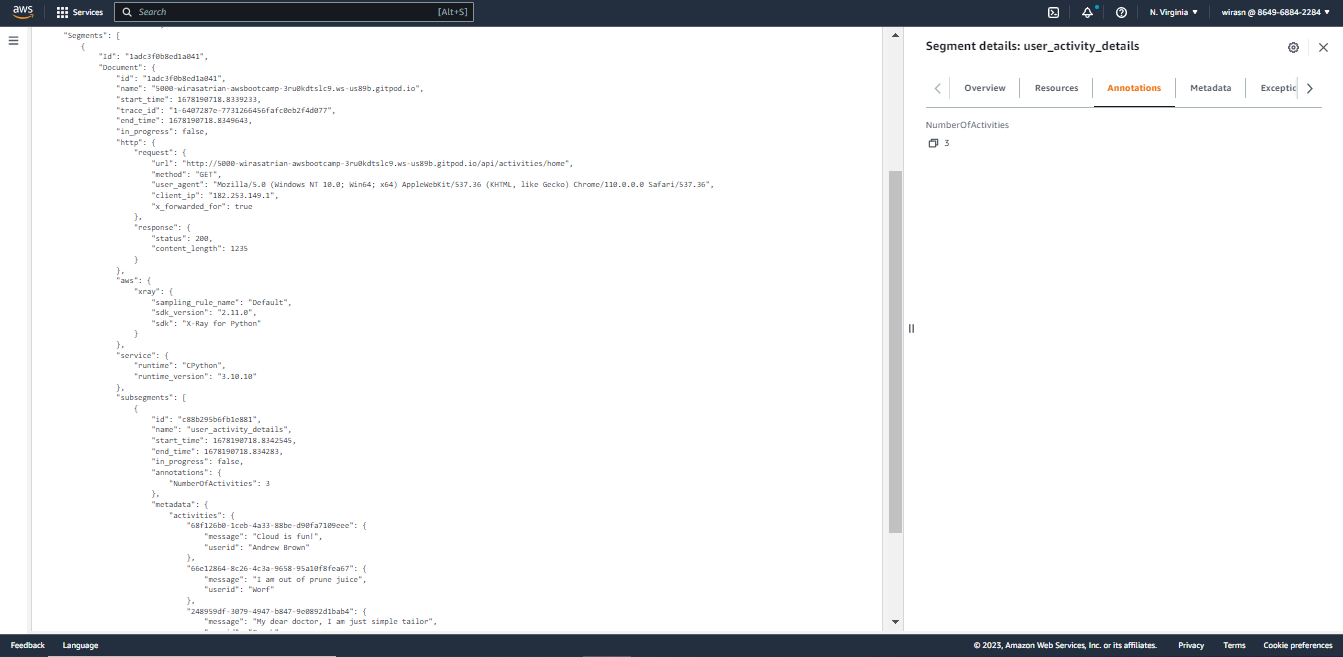 aws
Services
Search
[Alt+S]
N. Virginia
wirasn @ 8649-6884-2284
"Segments": [
{
"Id": "1adc3f0b8ed1a041",
"Document": {
"id": "1adc3f0b8ed1a041",
"name": "5000-wirasatrian-awsbootcamp-3ru0kdtslc9.ws-us89b.gitpod.io",
"start_time": 1678190718.8339233,
"trace_id": "1-6407287e-7731266456fafc0eb2f4d077",
"end_time": 1678190718.8349643,
"in_progress": false,
"http": {
"request": {
"url": "http://5000-wirasatrian-awsbootcamp-3ru0kdtslc9.ws-us89b.gitpod.io/api/activities/home",
"method": "GET",
"user_agent": "Mozilla/5.0 (Windows NT 10.0; Win64; x64) AppleWebKit/537.36 (KHTML, like Gecko) Chrome/110.0.0.0 Safari/537.36",
"client_ip": "182.253.149.1",
"x_forwarded_for": true
},
"response": {
"status": 200,
"content_length": 1235
}
},
"aws": {
"xray": {
"sampling_rule_name": "Default",
"sdk_version": "2.11.0",
"sdk": "X-Ray for Python"
}
},
"service": {
"runtime": "CPython",
"runtime_version": "3.10.10"
},
"subsegments": [
{
"id": "c88b295b6fb1e881",
"name": "user_activity_details",
"start_time": 1678190718.8342545,
"end_time": 1678190718.834283,
"in_progress": false,
"annotations": {
"NumberOfActivities": 3
},
"metadata": {
"activities": {
"68f126b0-1ceb-4a33-88be-d90fa7109eee": {
"message": "Cloud is fun!",
"userid": "Andrew Brown"
},
"66e12864-8c26-4c3a-9658-95a10f8fea67": {
"message": "I am out of prune juice",
"userid": "Worf"
},
"248959df-3079-4947-b847-9e0892d1bab4": {
"message": "My dear doctor, I am just simple tailor",
Segment details: user_activity_details
Overview
Resources
Annotations
Metadata
Exceptic
NumberOfActivities
3
Feedback
Language
© 2023, Amazon Web Services, Inc. or its affiliates.
Privacy
Terms
Cookie preferences